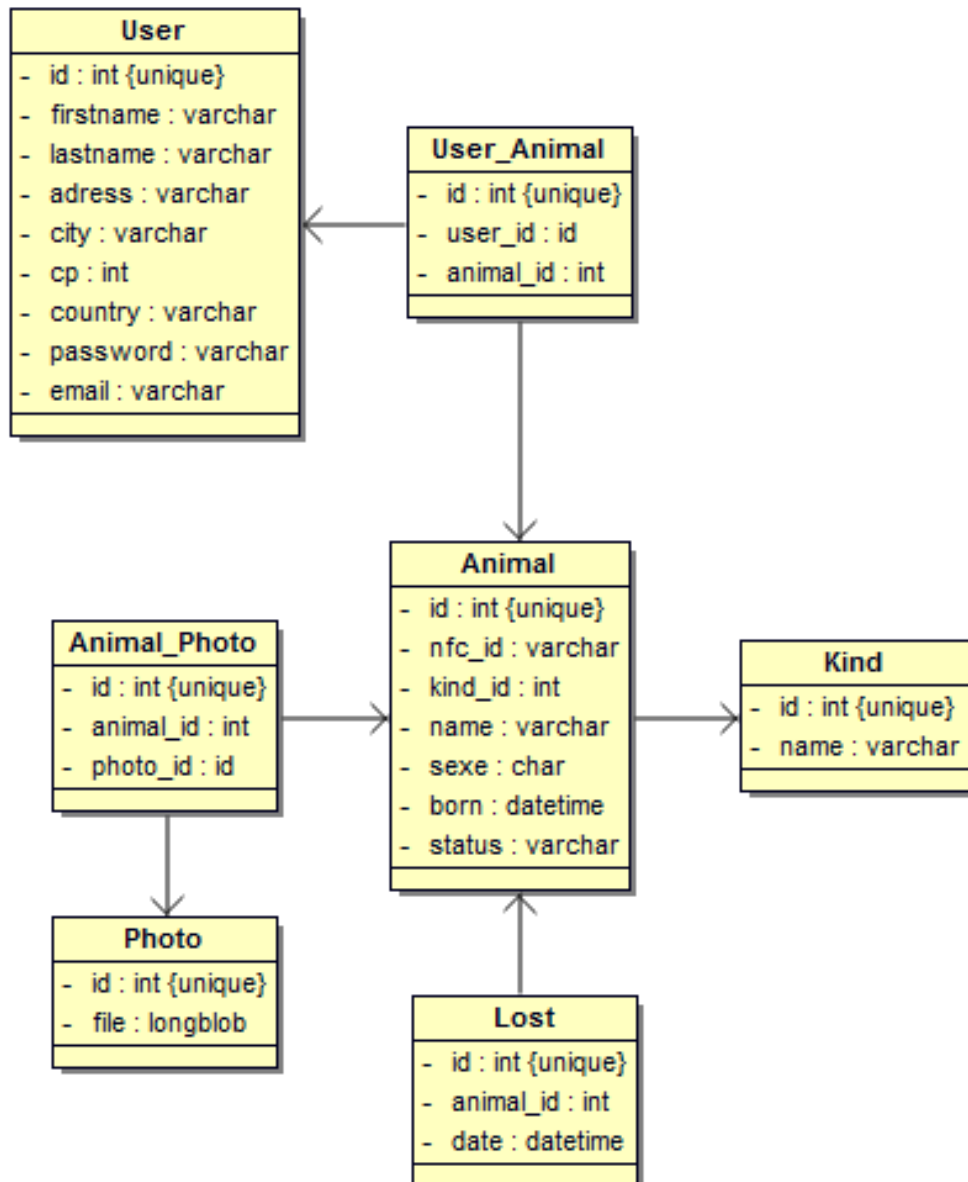 User
- id : int {unique}
- firstname : varchar
- lastname : varchar
- adress : varchar
- city : varchar
- cp : int
- country : varchar
- password : varchar
- email : varchar
User_Animal
- id : int {unique}
- user_id : id
- animal_id : int
Animal
- id : int {unique}
- nfc_id : varchar
- kind_id : int
- name : varchar
- sexe : char
- born : datetime
- status : varchar
Animal_Photo
- id : int {unique}
- animal_id : int
- photo_id : id
Kind
- id : int {unique}
- name : varchar
Photo
- id : int {unique}
- file : longblob
Lost
- id : int {unique}
- animal_id : int
- date : datetime